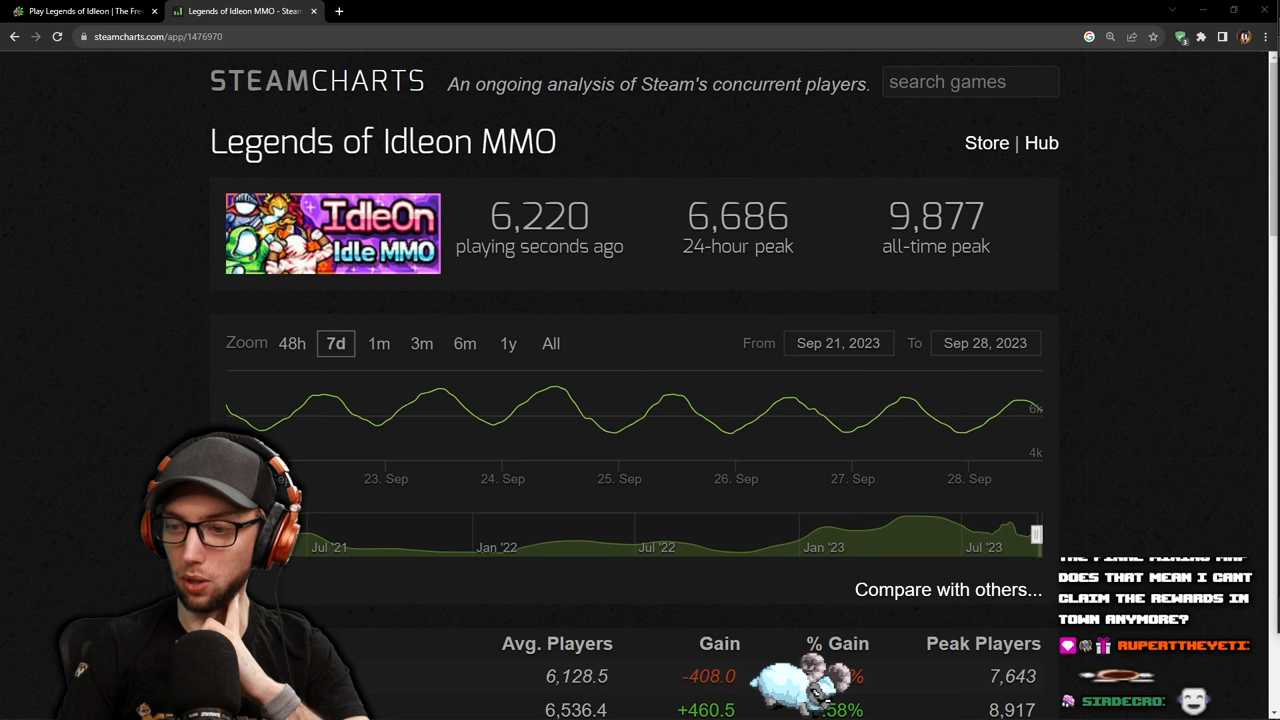 Play Legends of Idleon | The Fre
Legends of Idleon MMO - Steam
steamcharts.com/app/1476970
STEAMCHARTS
An ongoing analysis of Steam's concurrent players.
search games
Legends of Idleon MMO
Store | Hub
IdleOn
Idle MMO
6,220
playing seconds ago
6,686
24-hour peak
9,877
all-time peak
Zoom 48h 7d 1m 3m 6m 1y All
From Sep 21, 2023 To Sep 28, 2023
6k
4k
23. Sep 24. Sep 25. Sep 26. Sep 27. Sep 28. Sep
Jul '21 Jan '22 Jul '22 Jan '23 Jul '23
Compare with others...
DOES THAT MEAN I CANT
CLAIM THE REWARDS IN
TOWN ANYMORE?
RUPERTTHEYETI:
SIRDEGRO:
Avg. Players Gain % Gain Peak Players
6,128.5 -408.0 % 7,643
6,536.4 +460.5 .58% 8,917